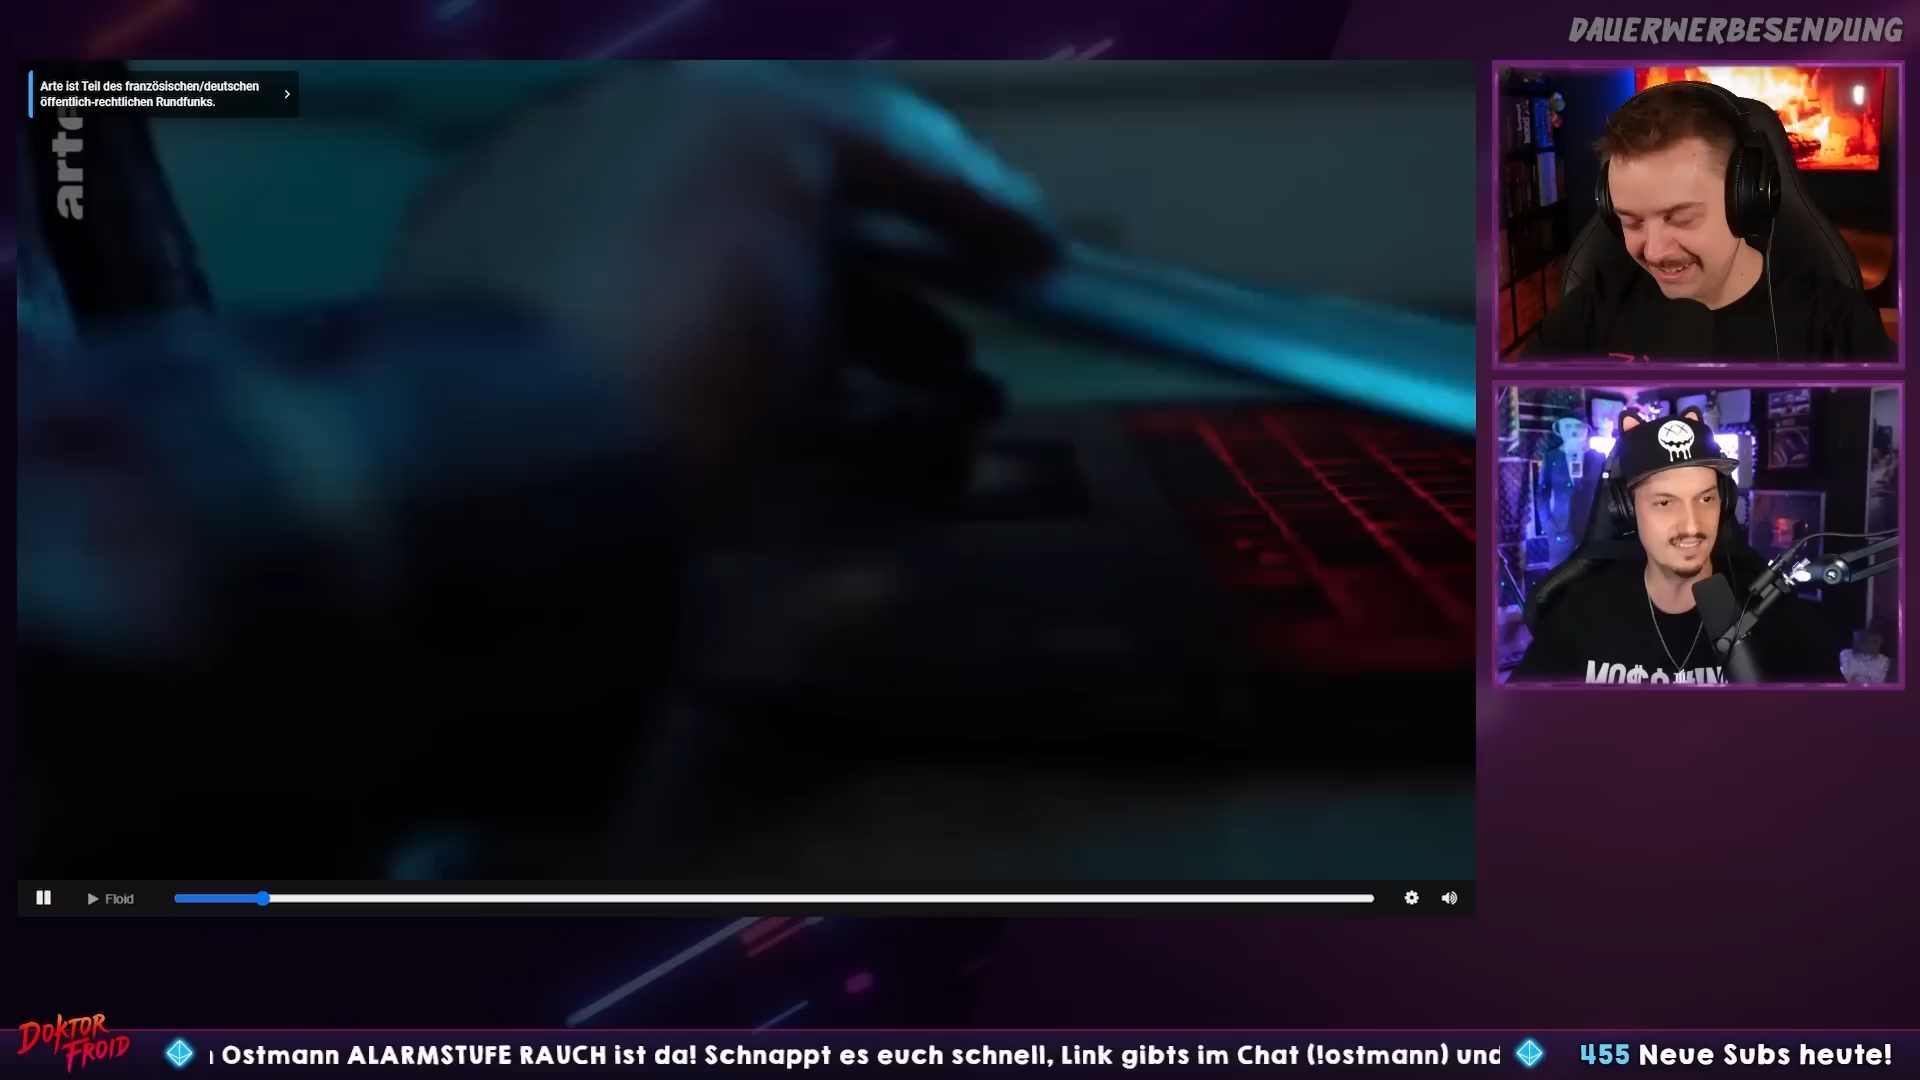 DAUERWERBESENDUNG
Arte ist Teil des französischen/deutschen
öffentlich-rechtlichen Rundfunks.
arte
Floid
DOKTOR
FROID
Ostmann ALARMSTUFE RAUCH ist da! Schnappt es euch schnell, Link gibts im Chat (!ostmann) und
455 Neue Subs heute!